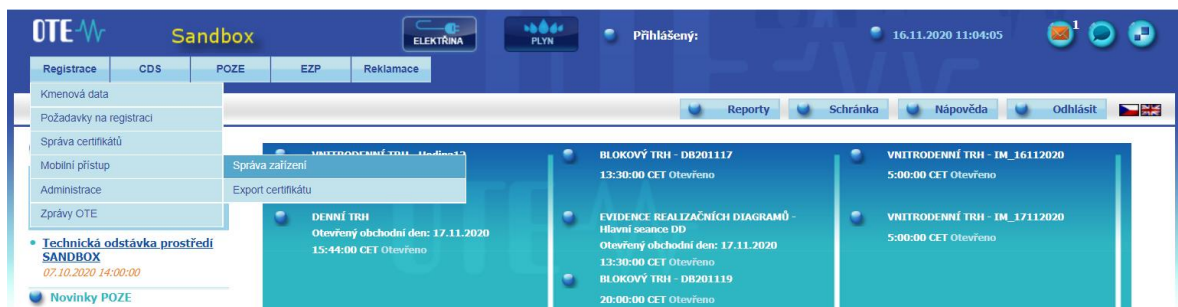 OTE
Sandbox
ELEKTŘINA
PLYN
Přihlášený:
16.11.2020 11:04:05
1
Registrace
CDS
POZE
EZP
Reklamace
Kmenová data
Požadavky na registraci
Správa certifikátů
Mobilní přístup
Administrace
Zprávy OTE
Správa zařízení
Export certifikátu
Reporty
Schránka
Nápověda
Odhlásit
Technická odstávka prostředí
SANDBOX
07.10.2020 14:00:00
Novinky POZE
DENNÍ TRH
Otevřený obchodní den: 17.11.2020
15:44:00 CET Otevřeno
BLOKOVÝ TRH - DB201117
13:30:00 CET Otevřeno
EVIDENCE REALIZAČNÍCH DIAGRAMŮ -
Hlavní seance DD
Otevřený obchodní den: 17.11.2020
13:30:00 CET Otevřeno
BLOKOVÝ TRH - DB201119
20:00:00 CET Otevřeno
VNITRODENNÍ TRH - IM_16112020
5:00:00 CET Otevřeno
VNITRODENNÍ TRH - IM_17112020
5:00:00 CET Otevřeno